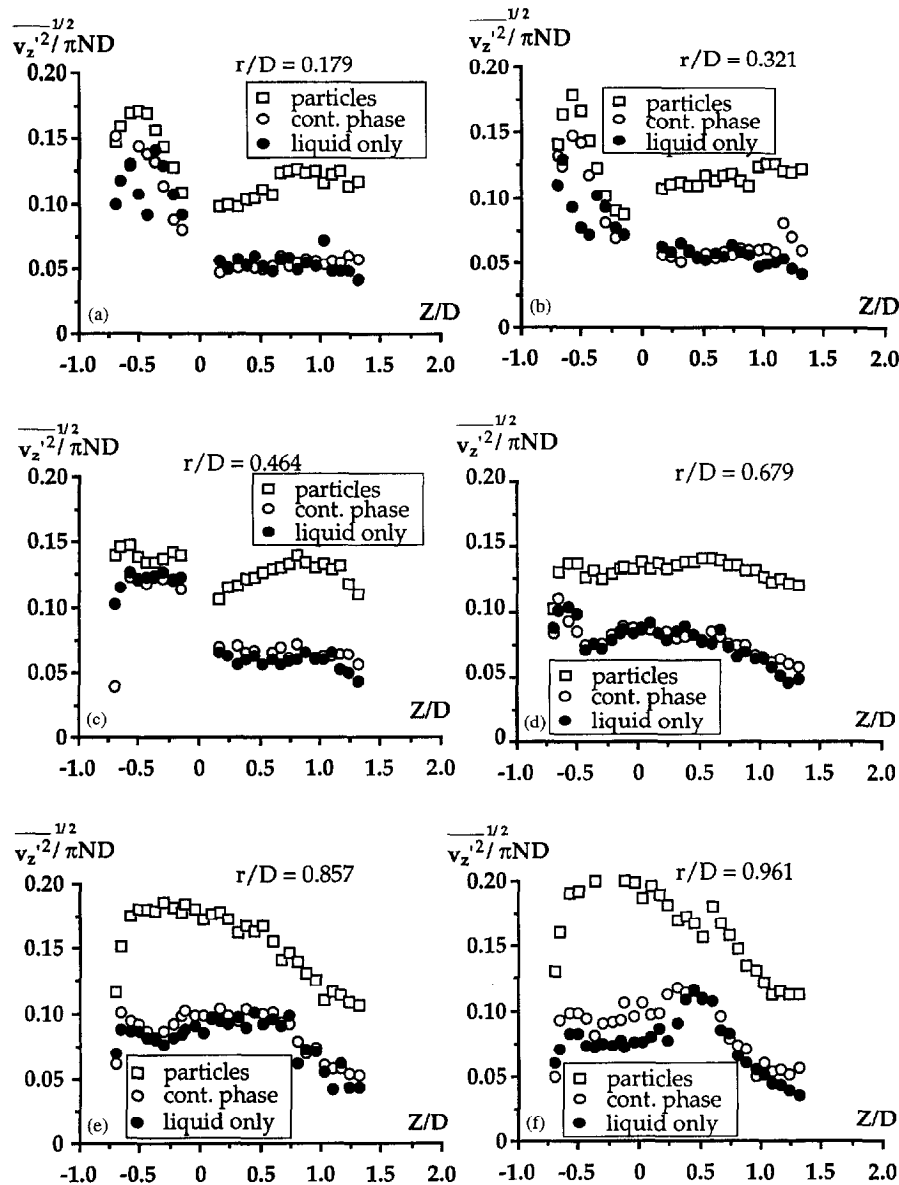 v_z'² 1/2 / πND
r/D = 0.179
0.20
0.15
0.10
0.05
0
particles
cont. phase
liquid only
(a)
Z/D
-1.0 -0.5 0 0.5 1.0 1.5 2.0
v_z'² 1/2 / πND
r/D = 0.321
0.20
0.15
0.10
0.05
0
particles
cont. phase
liquid only
(b)
Z/D
-1.0 -0.5 0 0.5 1.0 1.5 2.0
v_z'² 1/2 / πND
r/D = 0.464
0.20
0.15
0.10
0.05
0
particles
cont. phase
liquid only
(c)
Z/D
-1.0 -0.5 0 0.5 1.0 1.5 2.0
v_z'² 1/2 / πND
r/D = 0.679
0.20
0.15
0.10
0.05
0
particles
cont. phase
liquid only
(d)
Z/D
-1.0 -0.5 0 0.5 1.0 1.5 2.0
v_z'² 1/2 / πND
r/D = 0.857
0.20
0.15
0.10
0.05
0
particles
cont. phase
liquid only
(e)
Z/D
-1.0 -0.5 0 0.5 1.0 1.5 2.0
v_z'² 1/2 / πND
r/D = 0.961
0.20
0.15
0.10
0.05
0
particles
cont. phase
liquid only
(f)
Z/D
-1.0 -0.5 0 0.5 1.0 1.5 2.0